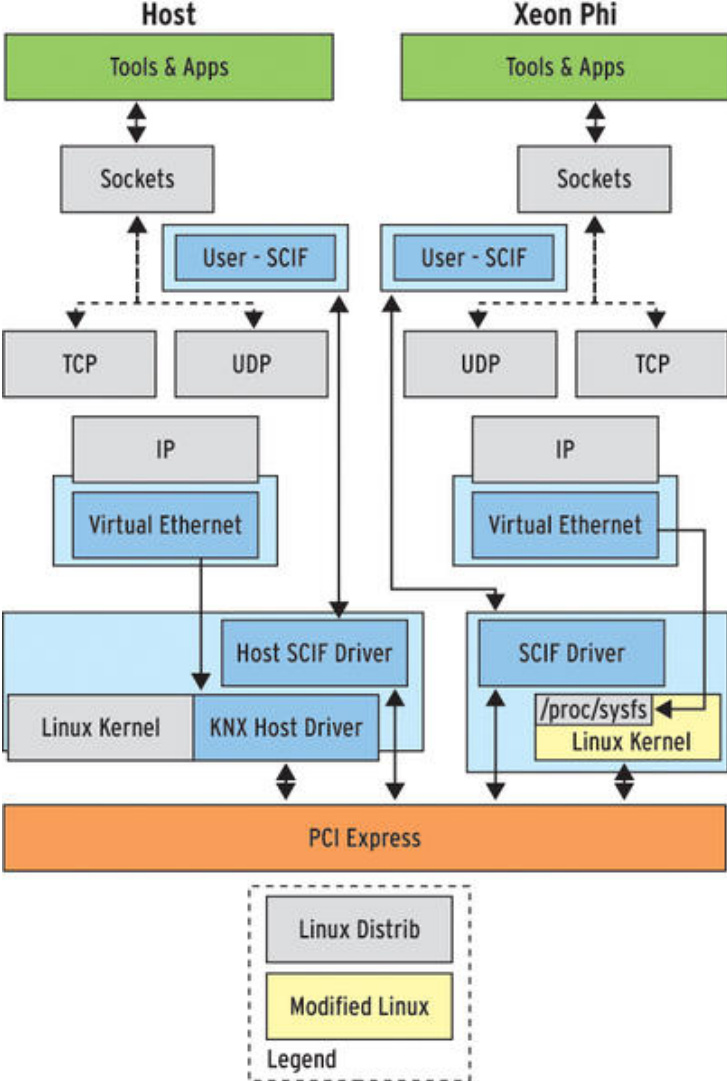 Host
Xeon Phi
Tools & Apps
Tools & Apps
Sockets
Sockets
User - SCIF
User - SCIF
TCP
UDP
UDP
TCP
IP
IP
Virtual Ethernet
Virtual Ethernet
Host SCIF Driver
SCIF Driver
Linux Kernel
KNX Host Driver
/proc/sysfs
Linux Kernel
PCI Express
Linux Distrib
Modified Linux
Legend